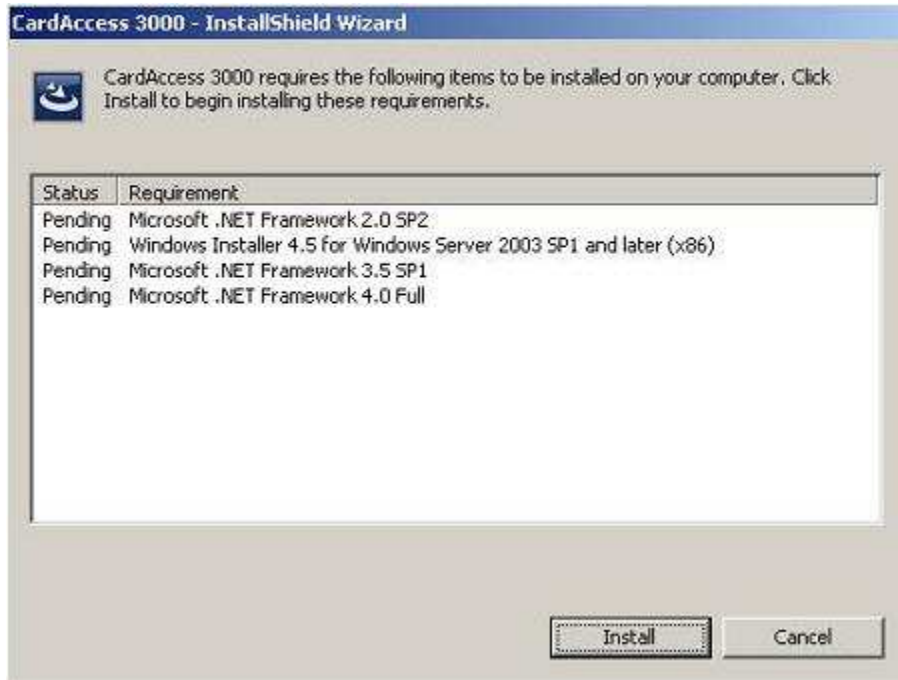 CardAccess 3000 - InstallShield Wizard
CardAccess 3000 requires the following items to be installed on your computer. Click
Install to begin installing these requirements.
Status Requirement
Pending Microsoft .NET Framework 2.0 SP2
Pending Windows Installer 4.5 for Windows Server 2003 SP1 and later (x86)
Pending Microsoft .NET Framework 3.5 SP1
Pending Microsoft .NET Framework 4.0 Full
Install Cancel